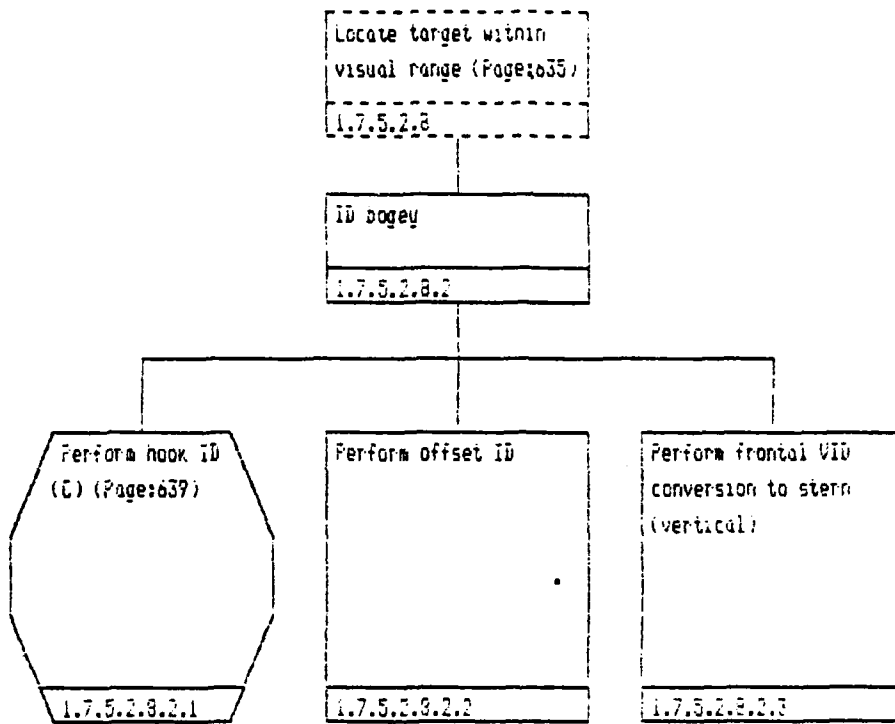 Locate target within
visual range (Page:635)
1.7.5.2.8
ID bogey
1.7.5.2.8.2
Perform hook ID
(C) (Page:639)
1.7.5.2.8.2.1
Perform offset ID
1.7.5.2.8.2.2
Perform frontal VID
conversion to stern
(vertical)
1.7.5.2.8.2.3